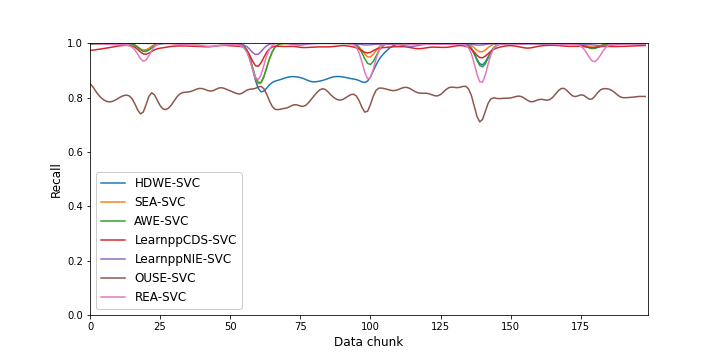 1.0
0.8
0.6
0.4
0.2
0.0
Recall
HDWE-SVC
SEA-SVC
AWE-SVC
LearnppCDS-SVC
LearnppNIE-SVC
OUSE-SVC
REA-SVC
0 25 50 75 100 125 150 175
Data chunk